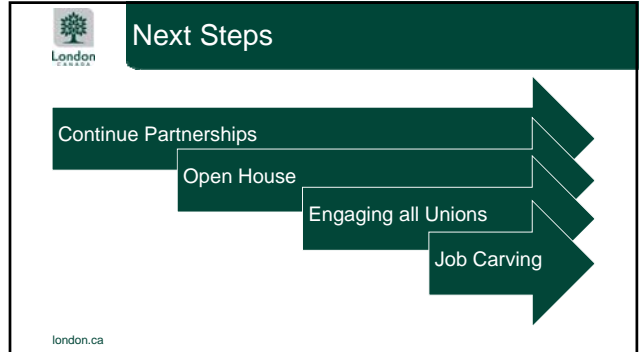 London
CANADA
Next Steps
Continue Partnerships
Open House
Engaging all Unions
Job Carving
london.ca